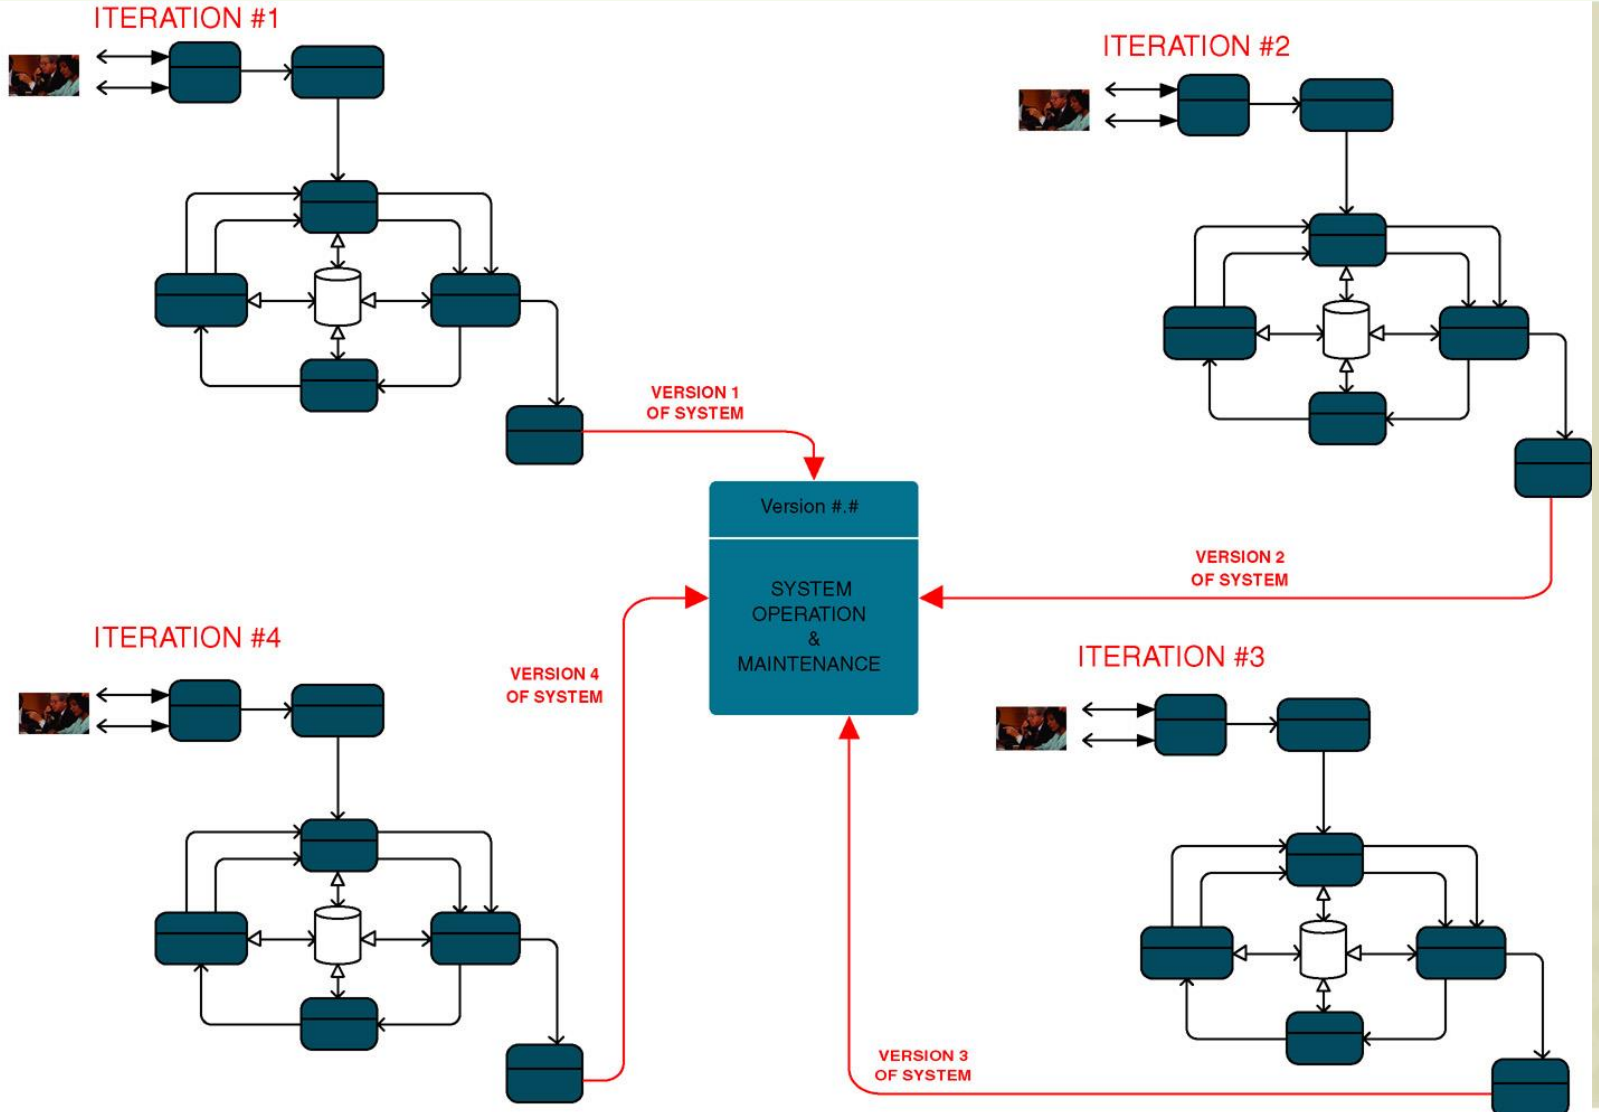 ITERATION #1
ITERATION #2
VERSION 1
OF SYSTEM
Version #.#
SYSTEM
OPERATION
&
MAINTENANCE
VERSION 2
OF SYSTEM
ITERATION #4
VERSION 4
OF SYSTEM
ITERATION #3
VERSION 3
OF SYSTEM